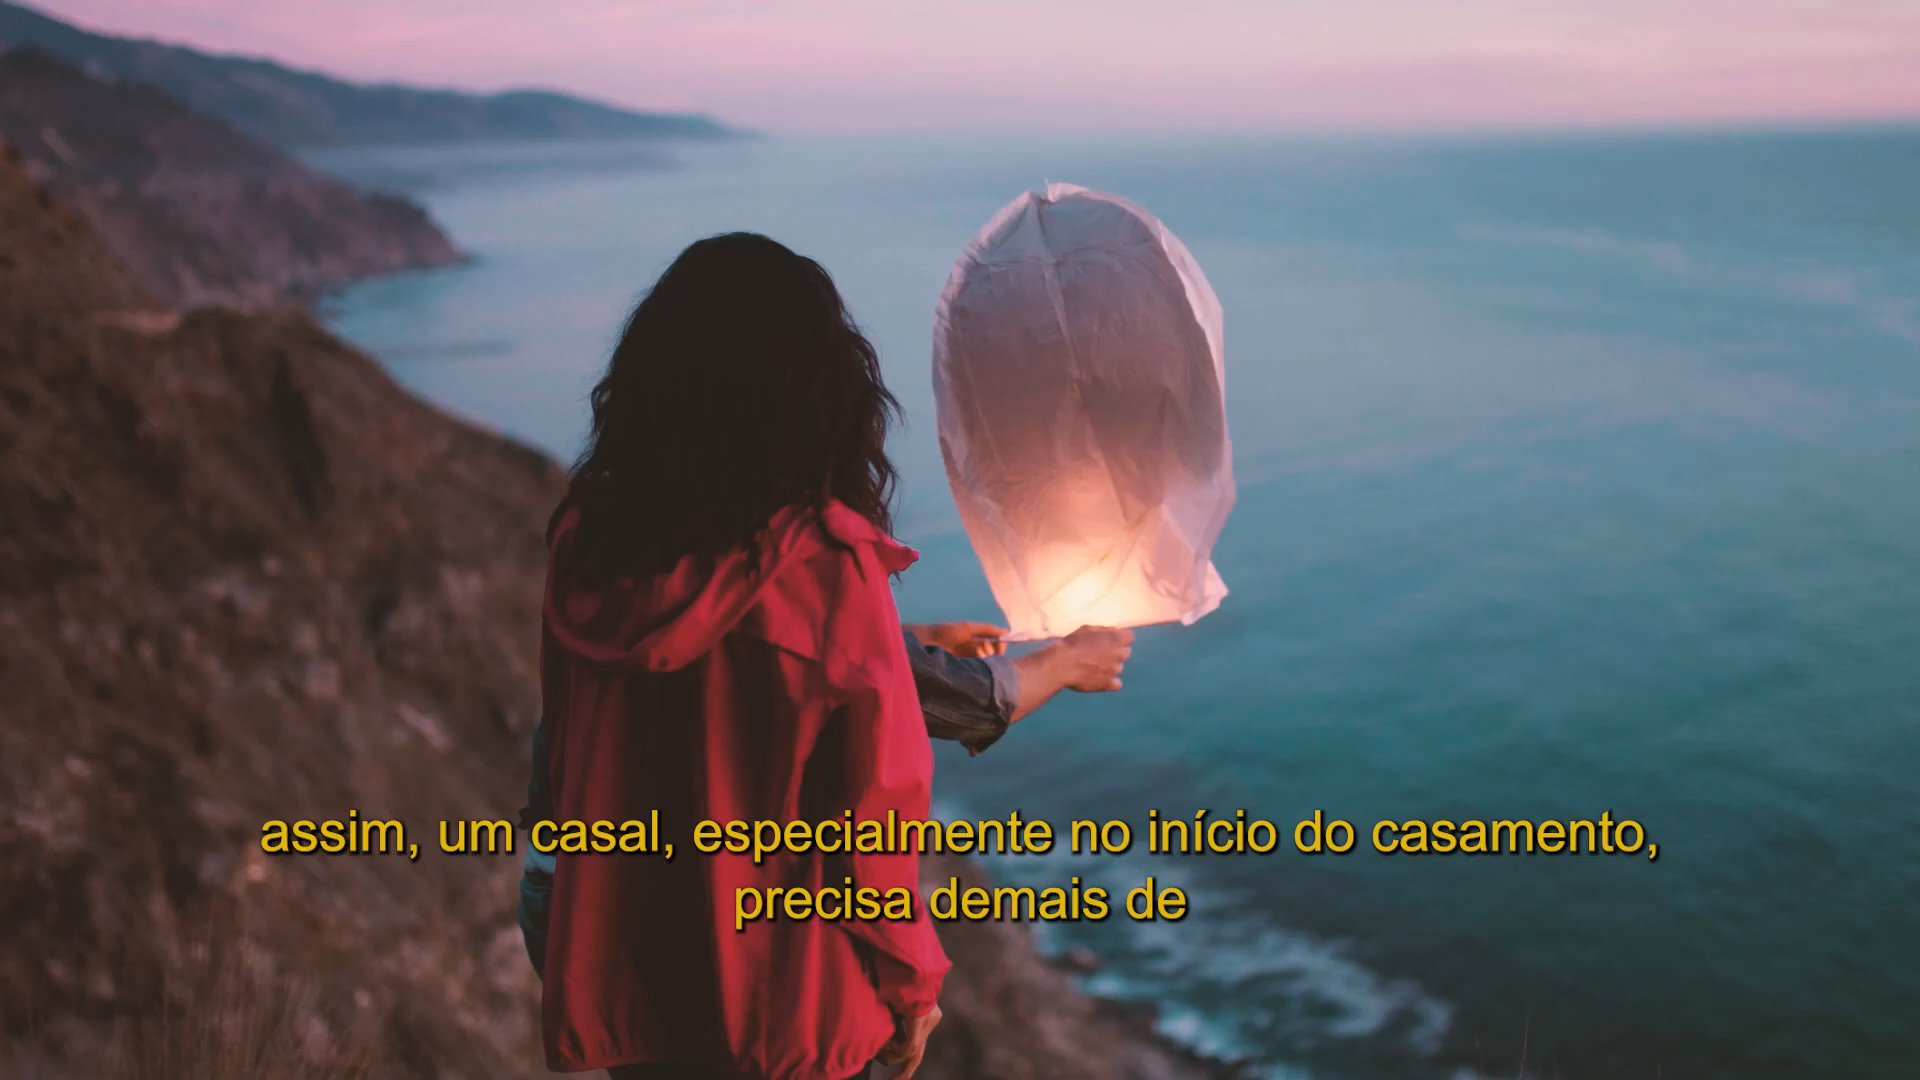 assim, um casal, especialmente no início do casamento,
precisa demais de